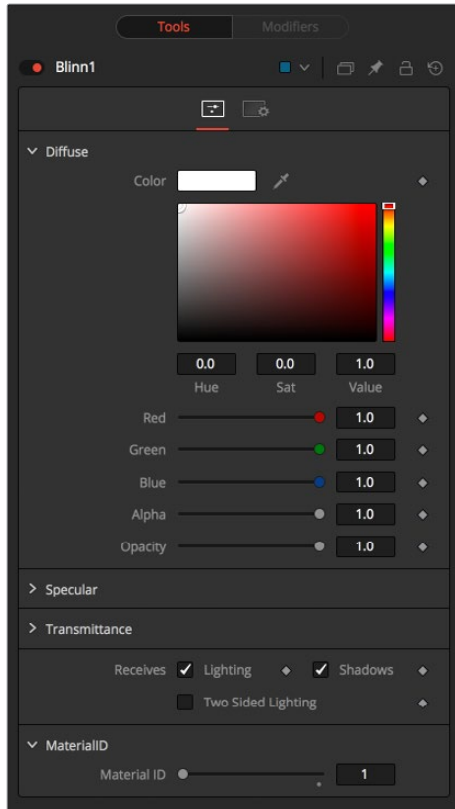 Tools Modifiers
Blinn1
Diffuse
Color
0.0 0.0 1.0
Hue Sat Value
Red 1.0
Green 1.0
Blue 1.0
Alpha 1.0
Opacity 1.0
Specular
Transmittance
Receives Lighting Shadows
Two Sided Lighting
MaterialID
Material ID 1